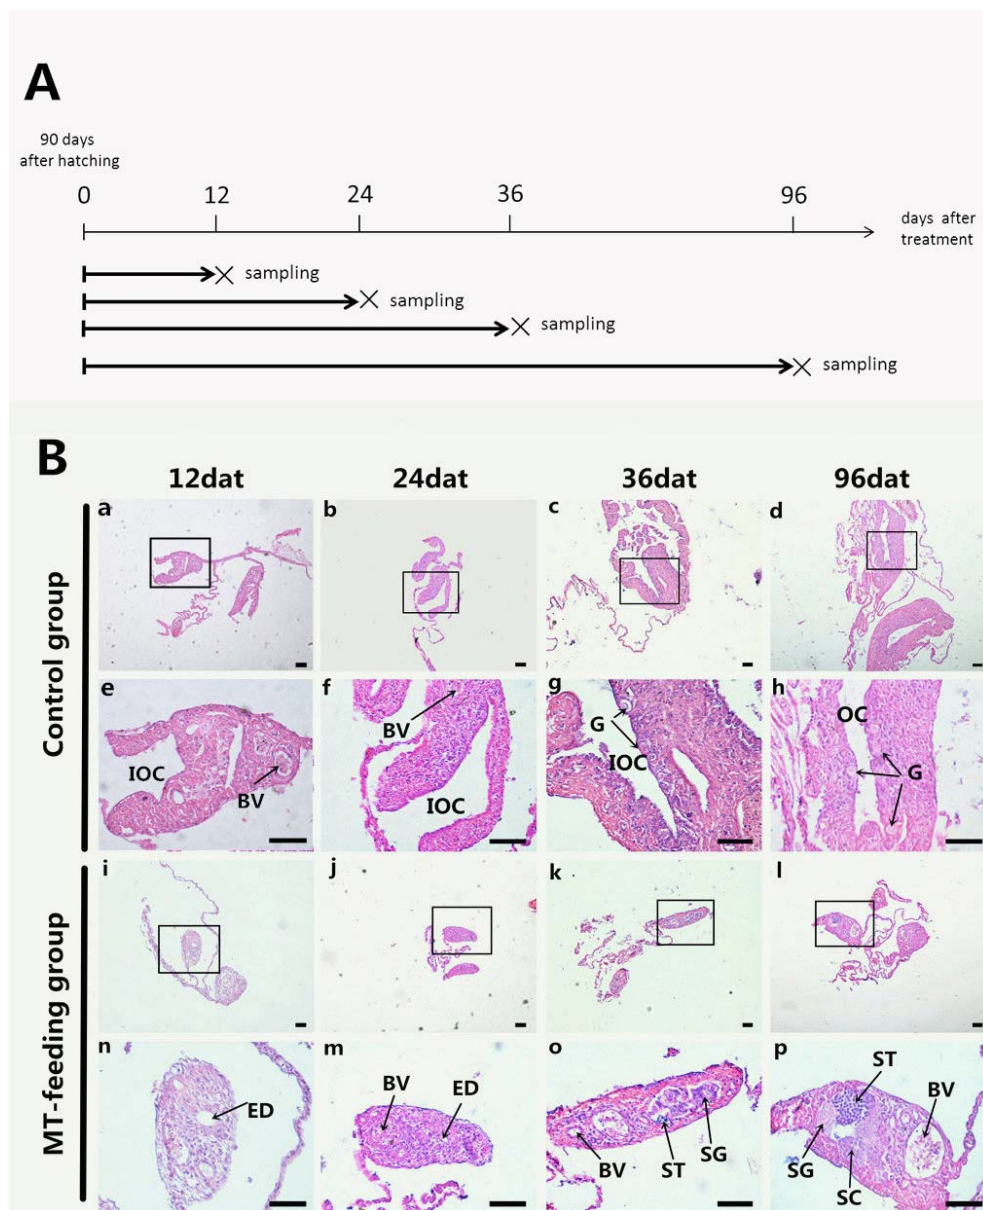 A
90 days
after hatching
0 12 24 36 96
days after
treatment
sampling
sampling
sampling
sampling
B
12dat 24dat 36dat 96dat
Control group
a b c d
e f g h
IOC BV
BV IOC
G IOC
OC G
MT-feeding group
i j k l
n m o p
ED
BV ED
BV ST SG
ST BV SG SC